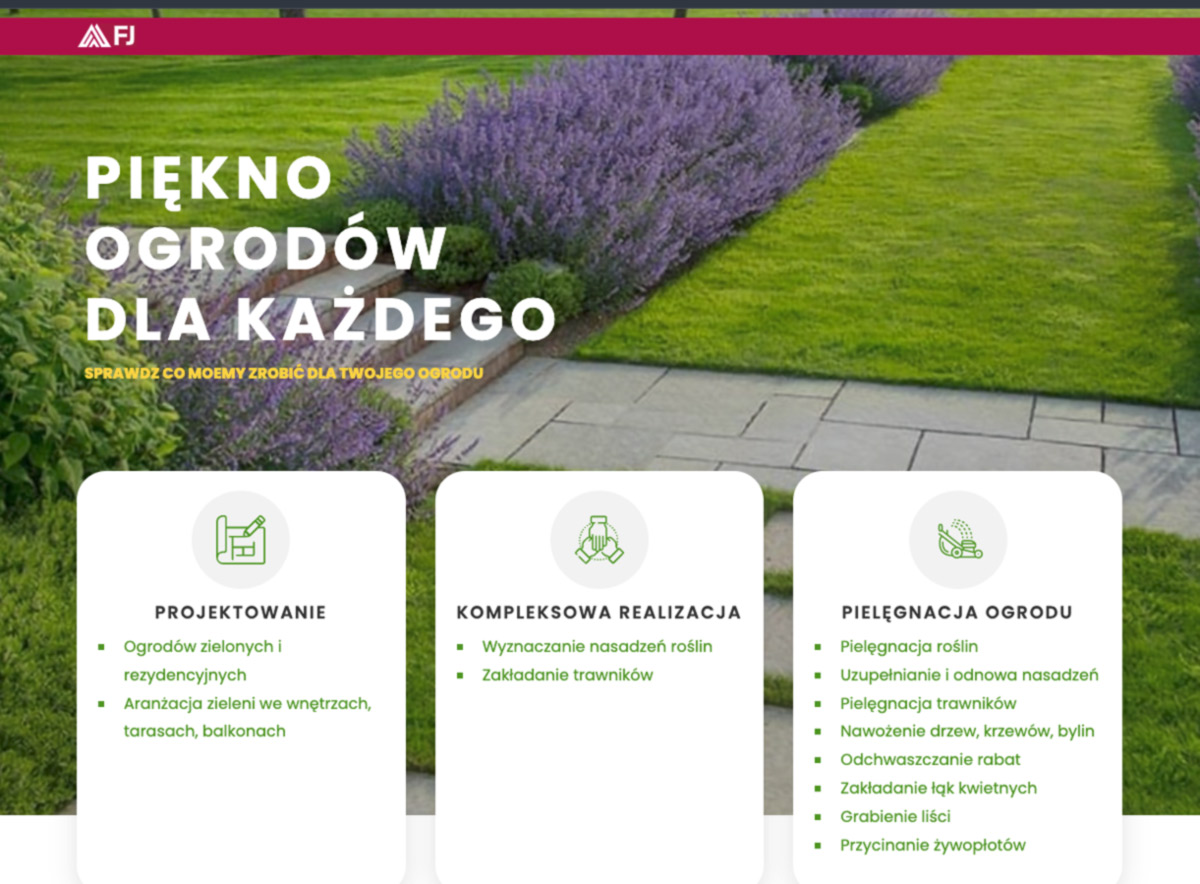 FJ
PIĘKNO
OGRODÓW
DLA KAŻDEGO
SPRAWDZ CO MOEMY ZROBIĆ DLA TWOJEGO OGRODU
PROJEKTOWANIE
Ogrodów zielonych i
rezydencyjnych
Aranżacja zieleni we wnętrzach,
tarasach, balkonach
KOMPLEKSOWA REALIZACJA
Wyznaczanie nasadzeń roślin
Zakładanie trawników
PIELĘGNACJA OGRODU
Pielęgnacja roślin
Uzupełnianie i odnowa nasadzeń
Pielęgnacja trawników
Nawożenie drzew, krzewów, bylin
Odchwaszczanie rabat
Zakładanie łąk kwietnych
Grabienie liści
Przycinanie żywopłotów